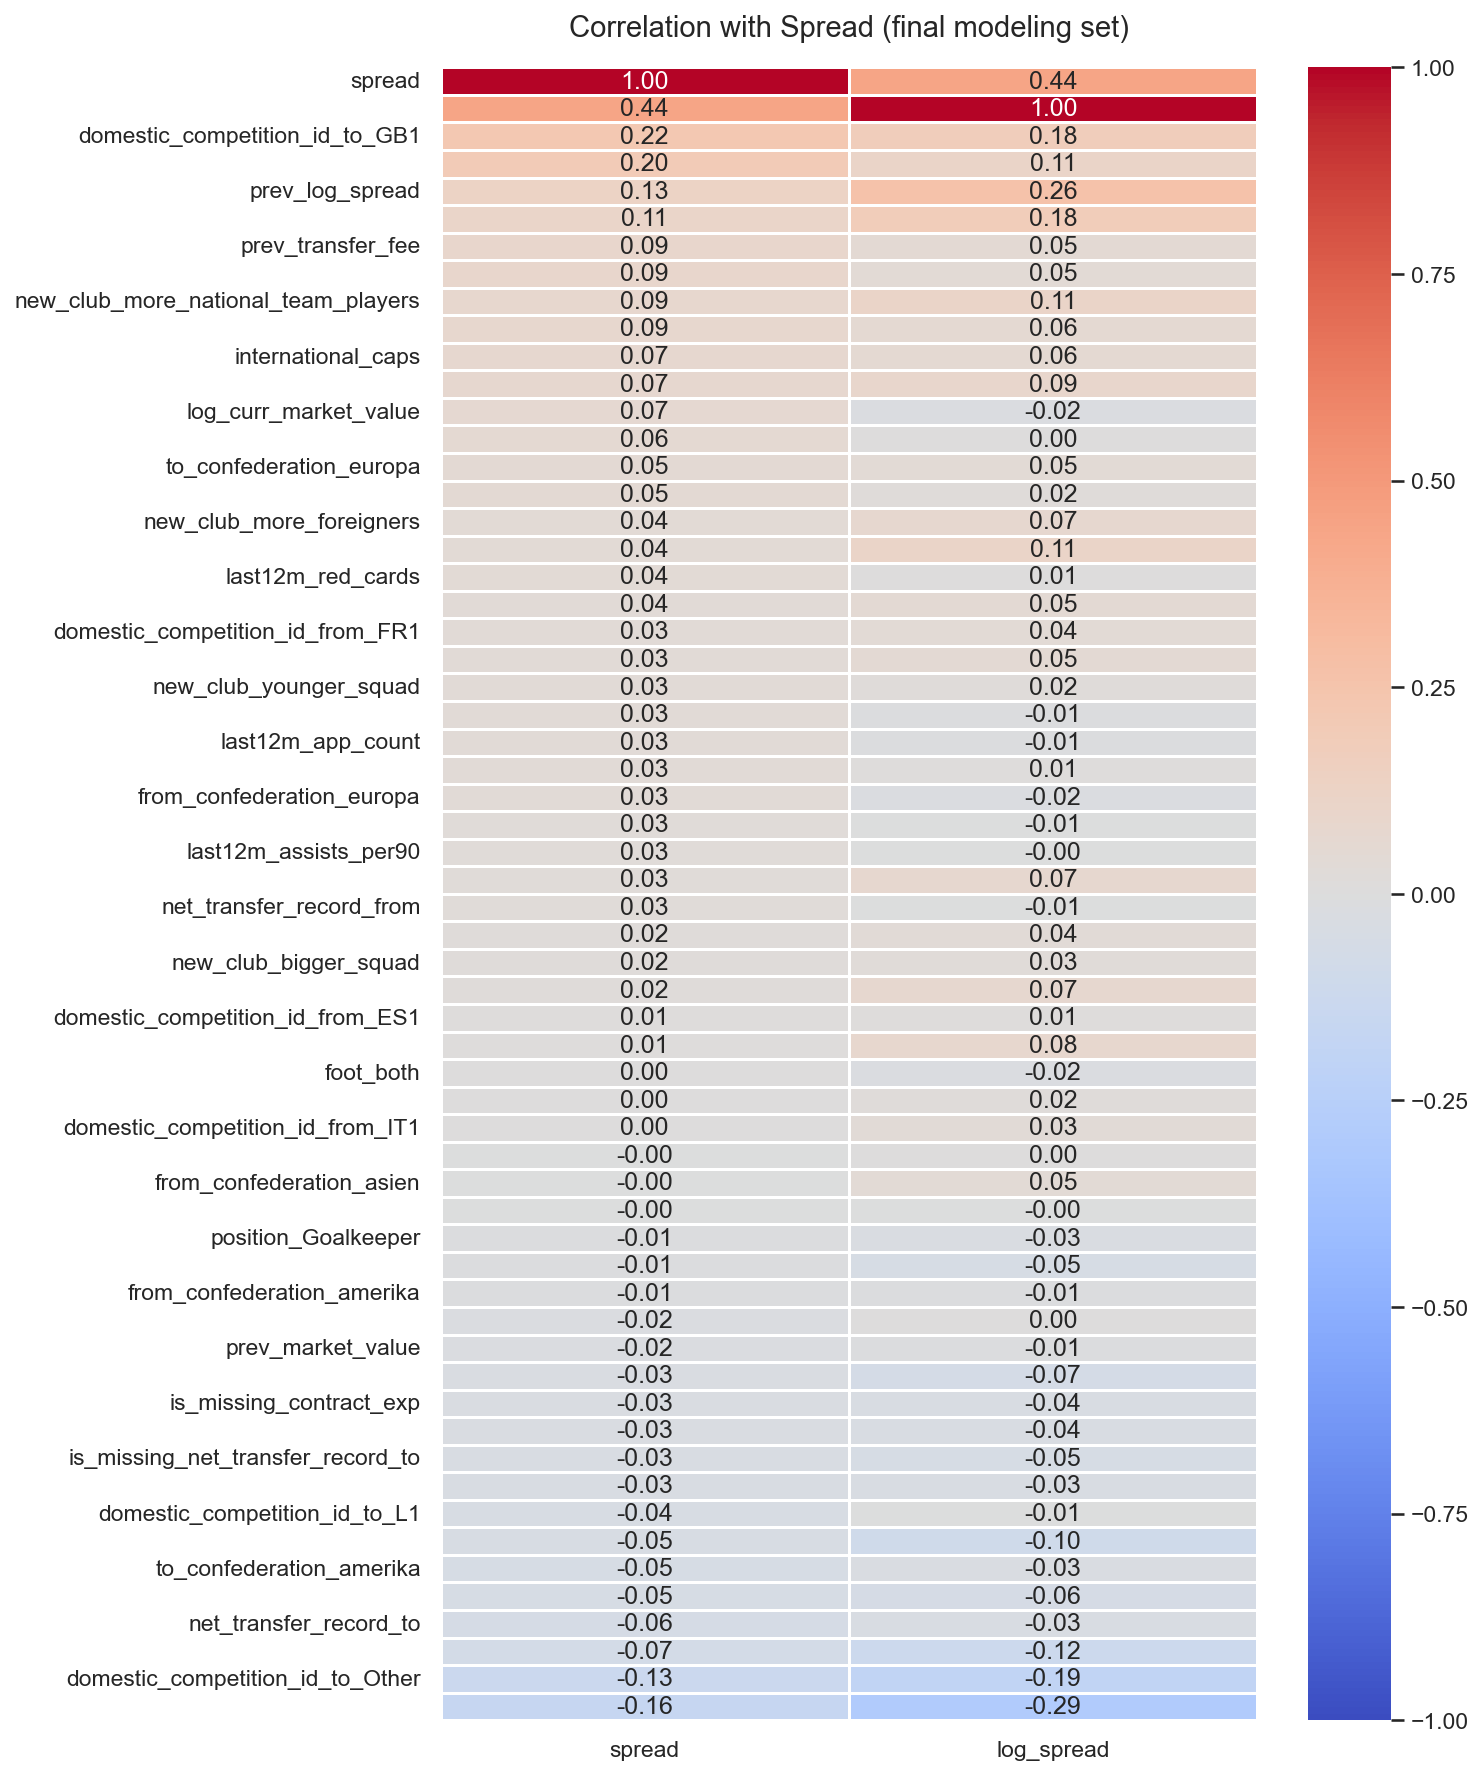 Correlation with Spread (final modeling set)
spread 1.00 0.44
0.44 1.00
domestic_competition_id_to_GB1 0.22 0.18
0.20 0.11
prev_log_spread 0.13 0.26
0.11 0.18
prev_transfer_fee 0.09 0.05
0.09 0.05
new_club_more_national_team_players 0.09 0.11
0.09 0.06
international_caps 0.07 0.06
0.07 0.09
log_curr_market_value 0.07 -0.02
0.06 0.00
to_confederation_europa 0.05 0.05
0.05 0.02
new_club_more_foreigners 0.04 0.07
0.04 0.11
last12m_red_cards 0.04 0.01
0.04 0.05
domestic_competition_id_from_FR1 0.03 0.04
0.03 0.05
new_club_younger_squad 0.03 0.02
0.03 -0.01
last12m_app_count 0.03 -0.01
0.03 0.01
from_confederation_europa 0.03 -0.02
0.03 -0.01
last12m_assists_per90 0.03 -0.00
0.03 0.07
net_transfer_record_from 0.03 -0.01
0.02 0.04
new_club_bigger_squad 0.02 0.03
0.02 0.07
domestic_competition_id_from_ES1 0.01 0.01
0.01 0.08
foot_both 0.00 -0.02
0.00 0.02
domestic_competition_id_from_IT1 0.00 0.03
-0.00 0.00
from_confederation_asien -0.00 0.05
-0.00 -0.00
position_Goalkeeper -0.01 -0.03
-0.01 -0.05
from_confederation_amerika -0.01 -0.01
-0.02 0.00
prev_market_value -0.02 -0.01
-0.03 -0.07
is_missing_contract_exp -0.03 -0.04
-0.03 -0.04
is_missing_net_transfer_record_to -0.03 -0.05
-0.03 -0.03
domestic_competition_id_to_L1 -0.04 -0.01
-0.05 -0.10
to_confederation_amerika -0.05 -0.03
-0.05 -0.06
net_transfer_record_to -0.06 -0.03
-0.07 -0.12
domestic_competition_id_to_Other -0.13 -0.19
-0.16 -0.29
spread log_spread
1.00
0.75
0.50
0.25
0.00
−0.25
−0.50
−0.75
−1.00